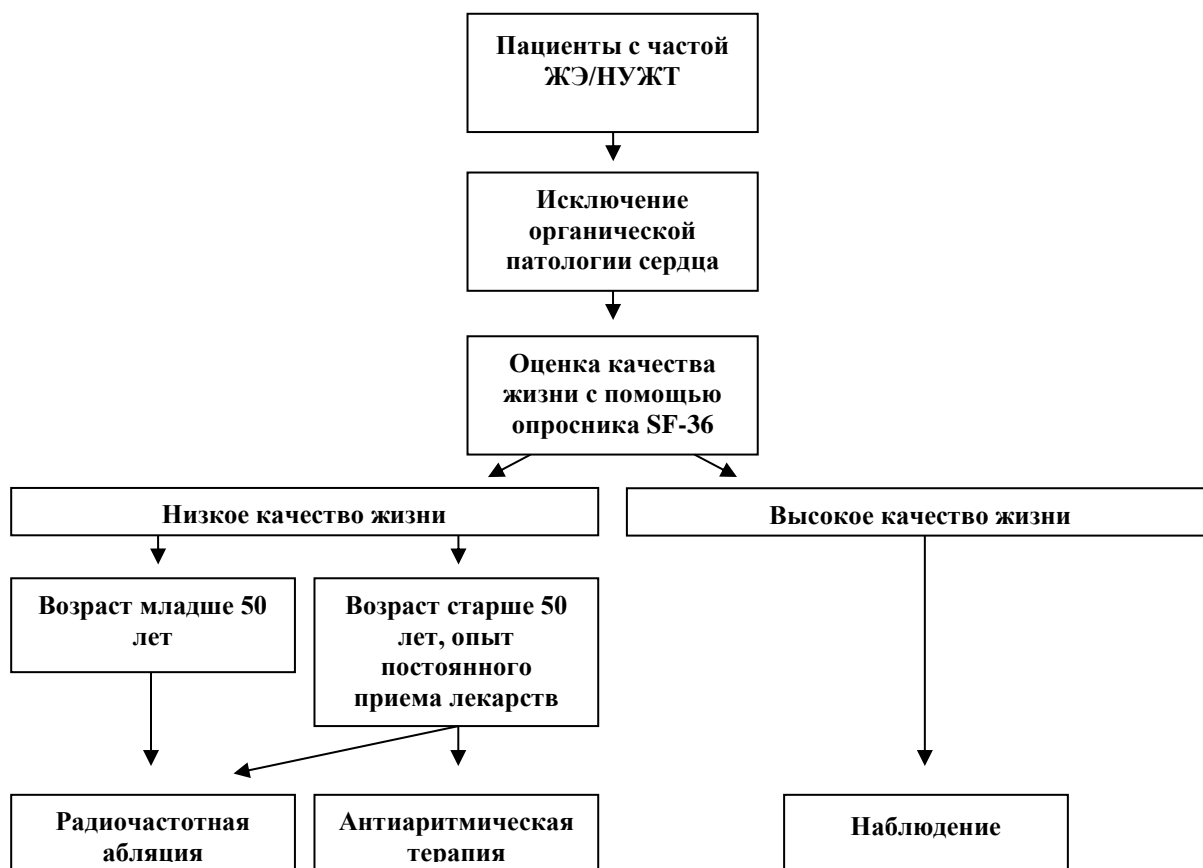 Пациенты с частой
ЖЭ/НУЖТ
Исключение
органической
патологии сердца
Оценка качества
жизни с помощью
опросника SF-36
Низкое качество жизни
Высокое качество жизни
Возраст младше 50
лет
Возраст старше 50
лет, опыт
постоянного
приема лекарств
Радиочастотная
абляция
Антиаритмическая
терапия
Наблюдение